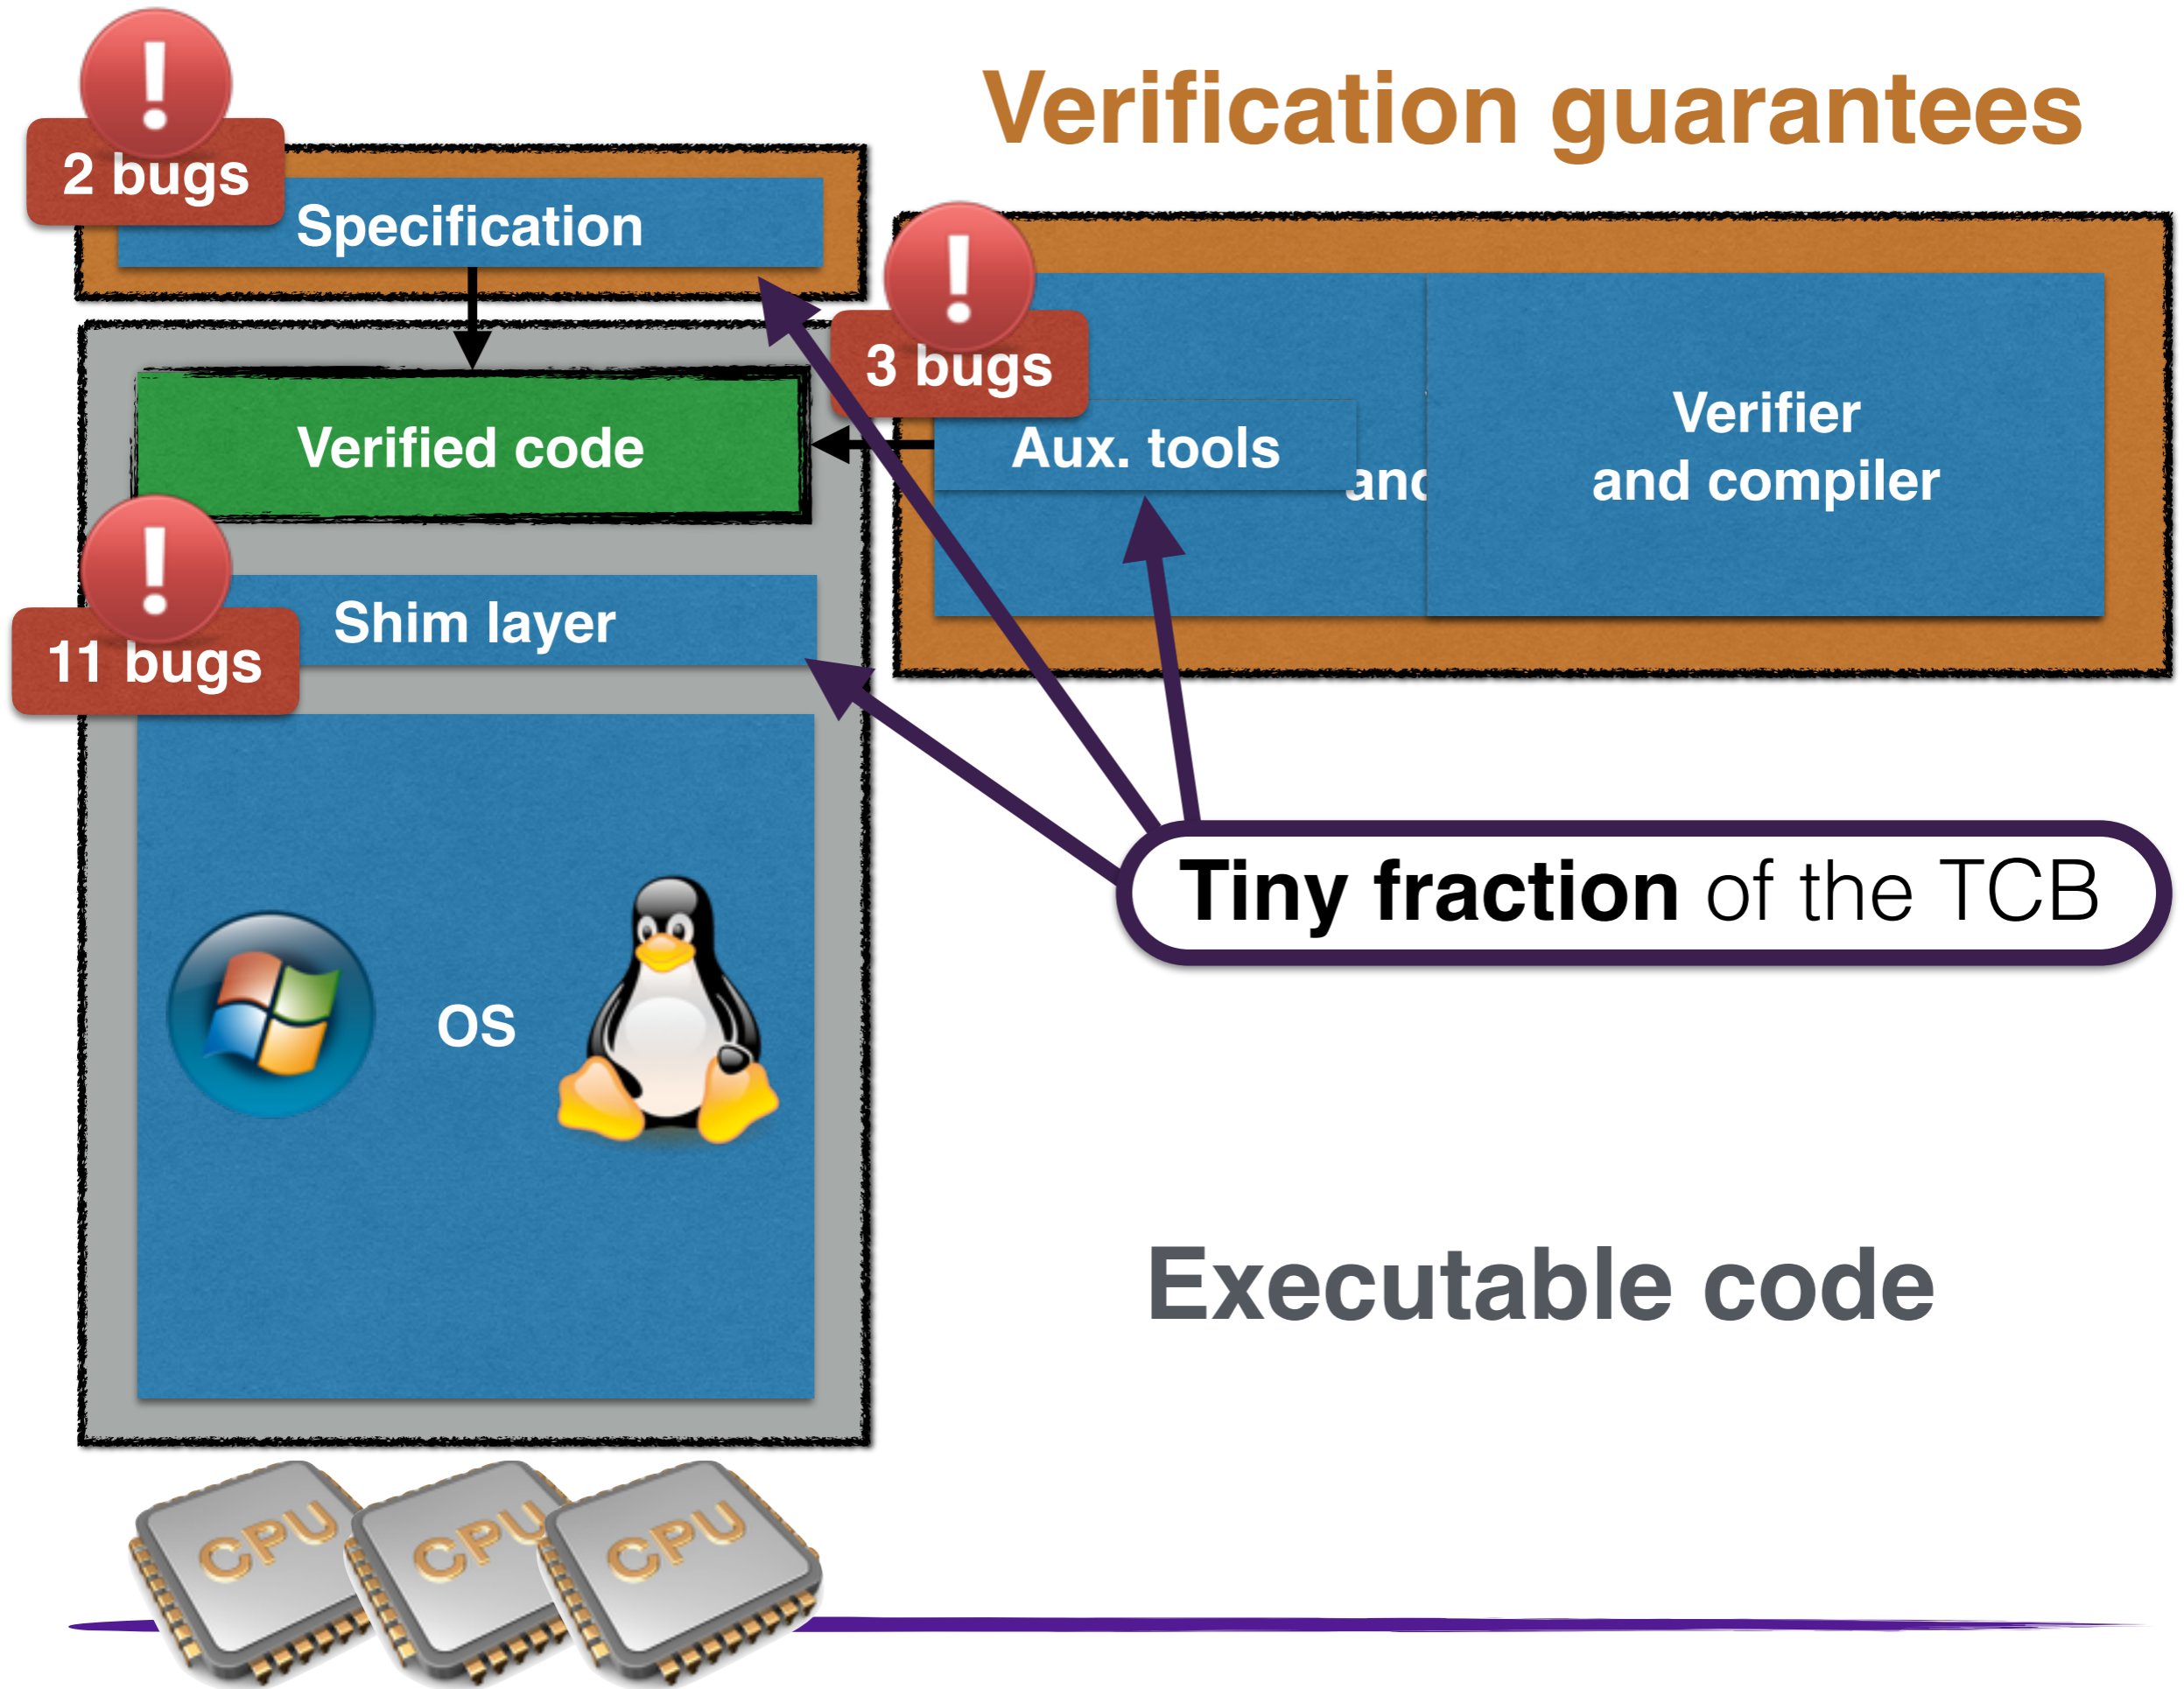 Verification guarantees
2 bugs
Specification
3 bugs
Verified code
Aux. tools
and
Verifier
and compiler
Shim layer
11 bugs
Tiny fraction of the TCB
OS
Executable code
CPU
CPU
CPU